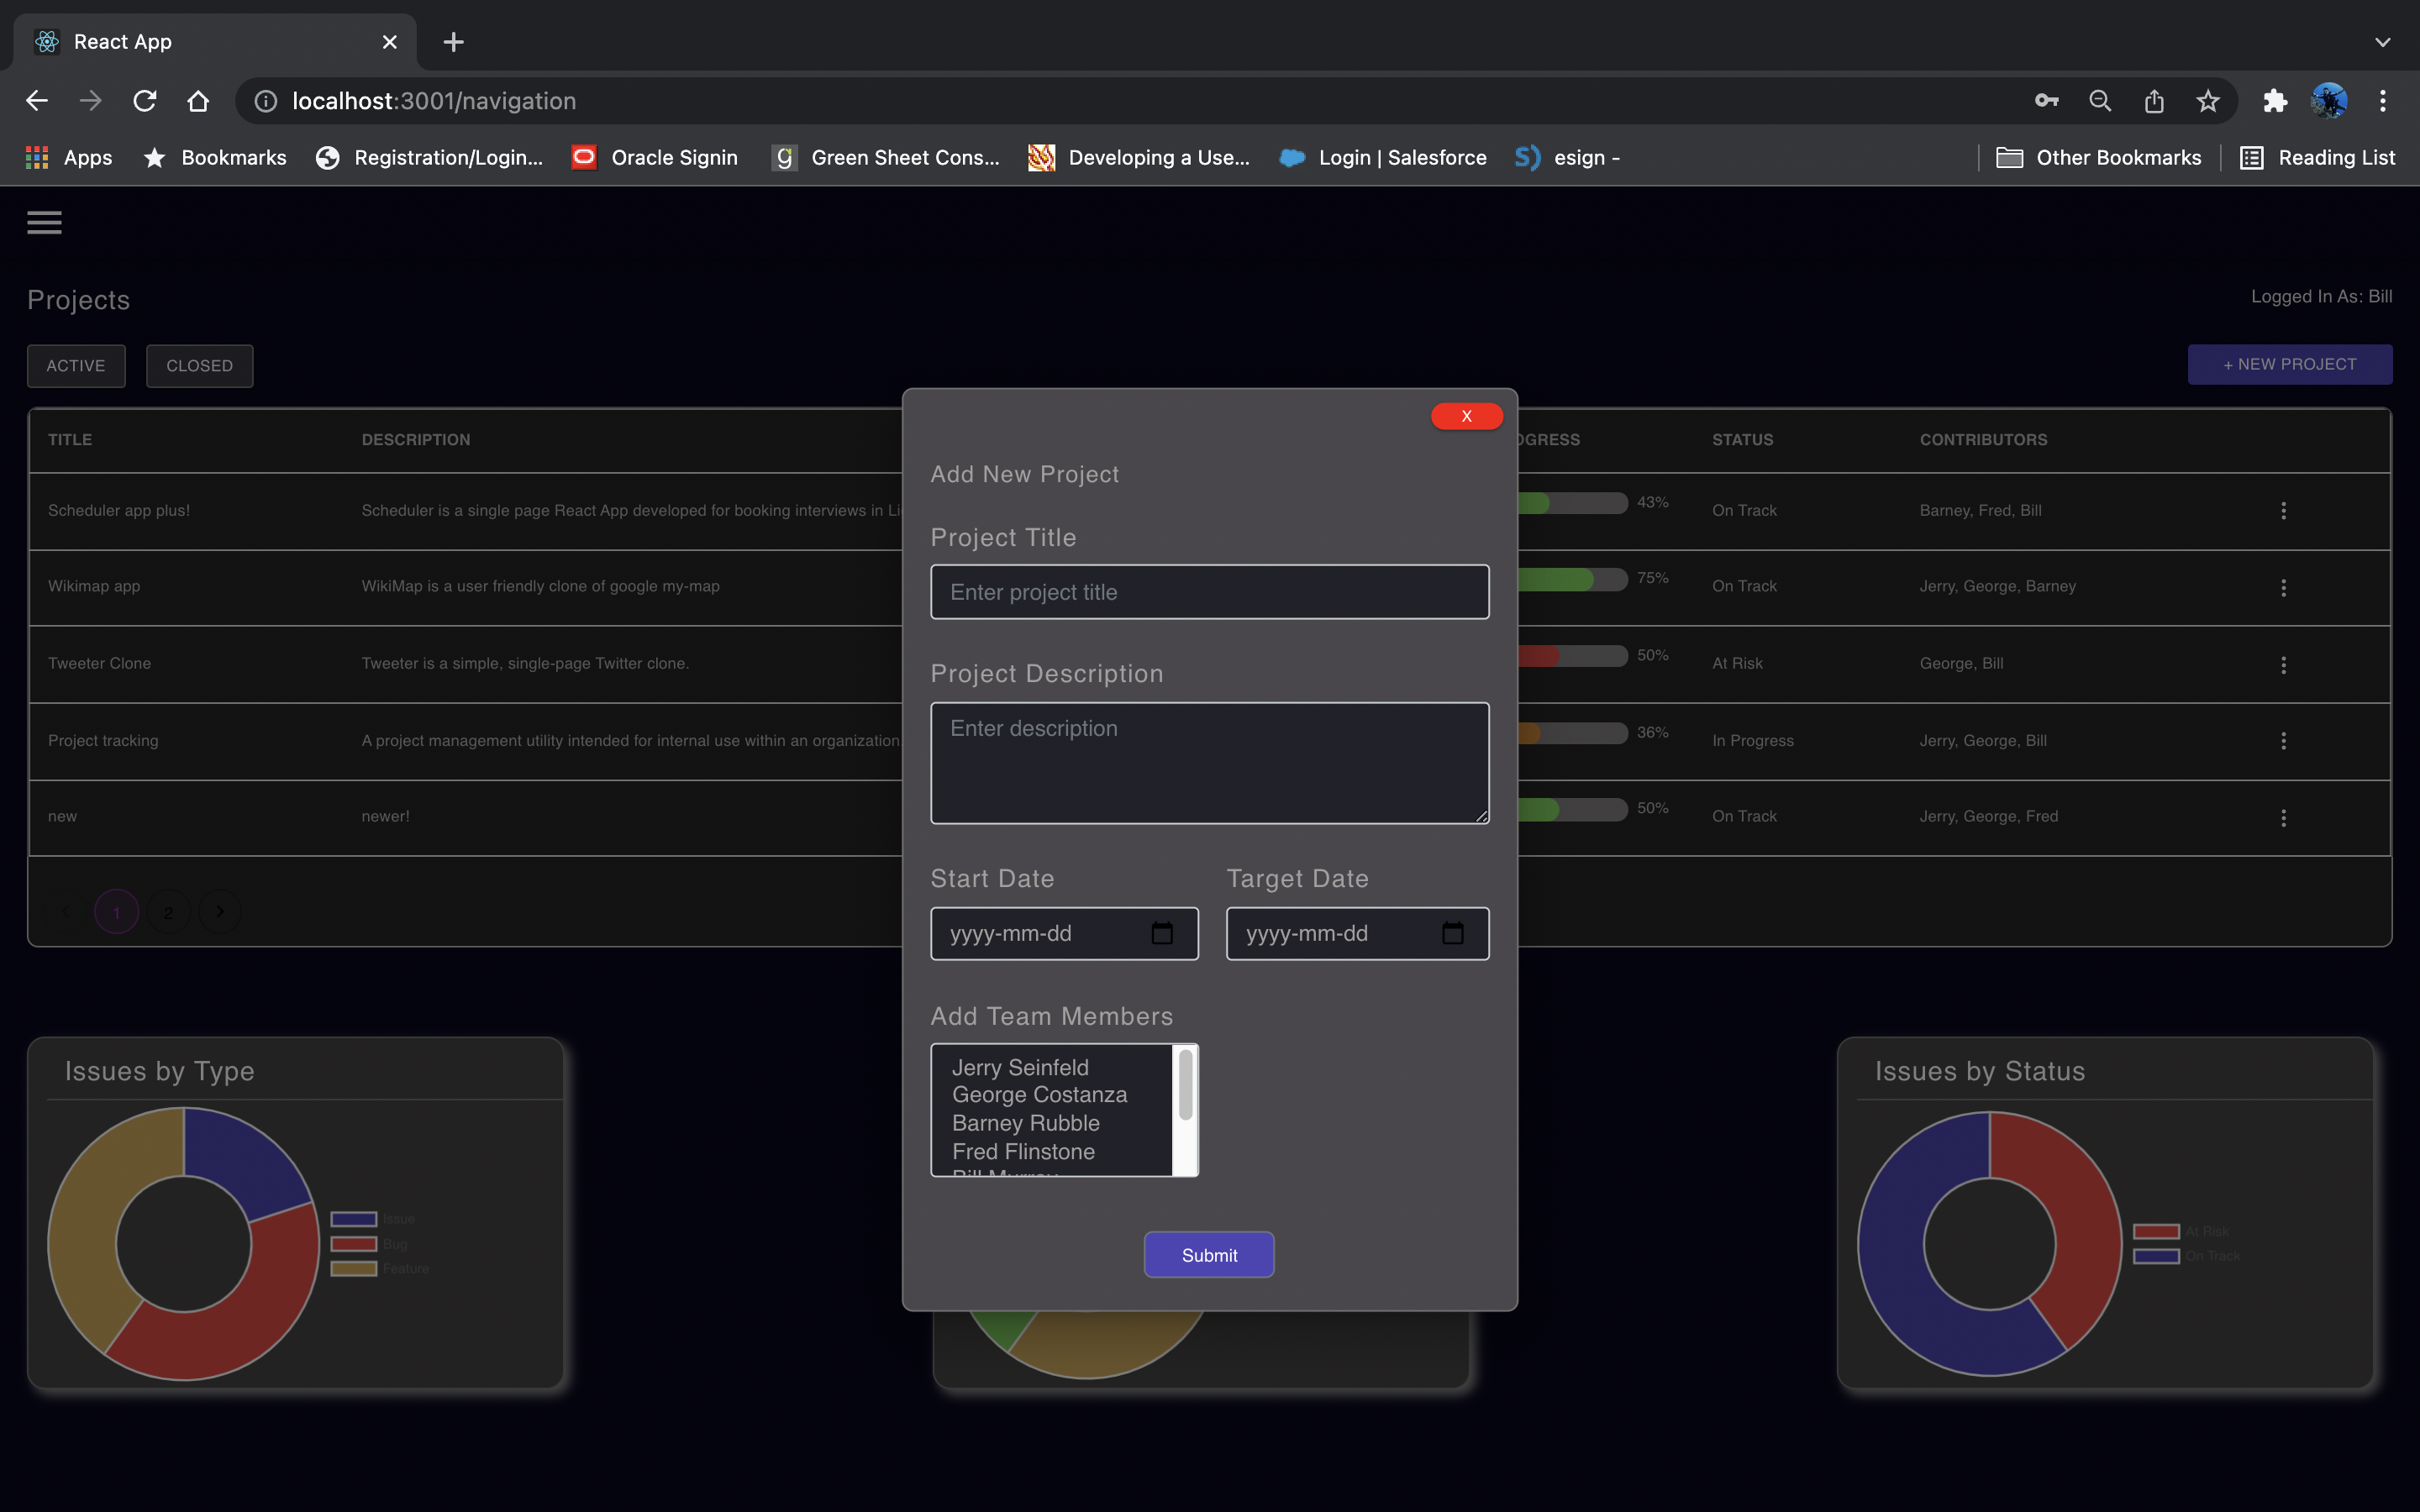 React App
localhost:3001/navigation
Apps Bookmarks Registration/Login... Oracle Signin Green Sheet Cons... Developing a Use... Login | Salesforce esign - Other Bookmarks Reading List
Projects
Logged In As: Bill
ACTIVE CLOSED
+ NEW PROJECT
TITLE DESCRIPTION OGRESS STATUS CONTRIBUTORS
Scheduler app plus! Scheduler is a single page React App developed for booking interviews in Li 43% On Track Barney, Fred, Bill
Wikimap app WikiMap is a user friendly clone of google my-map 75% On Track Jerry, George, Barney
Tweeter Clone Tweeter is a simple, single-page Twitter clone. 50% At Risk George, Bill
Project tracking A project management utility intended for internal use within an organization 36% In Progress Jerry, George, Bill
new newer! 50% On Track Jerry, George, Fred
1 2
X
Add New Project
Project Title
Enter project title
Project Description
Enter description
Start Date Target Date
yyyy-mm-dd yyyy-mm-dd
Add Team Members
Jerry Seinfeld
George Costanza
Barney Rubble
Fred Flinstone
Bill Murray
Submit
Issues by Type
Issue
Bug
Feature
Issues by Status
At Risk
On Track